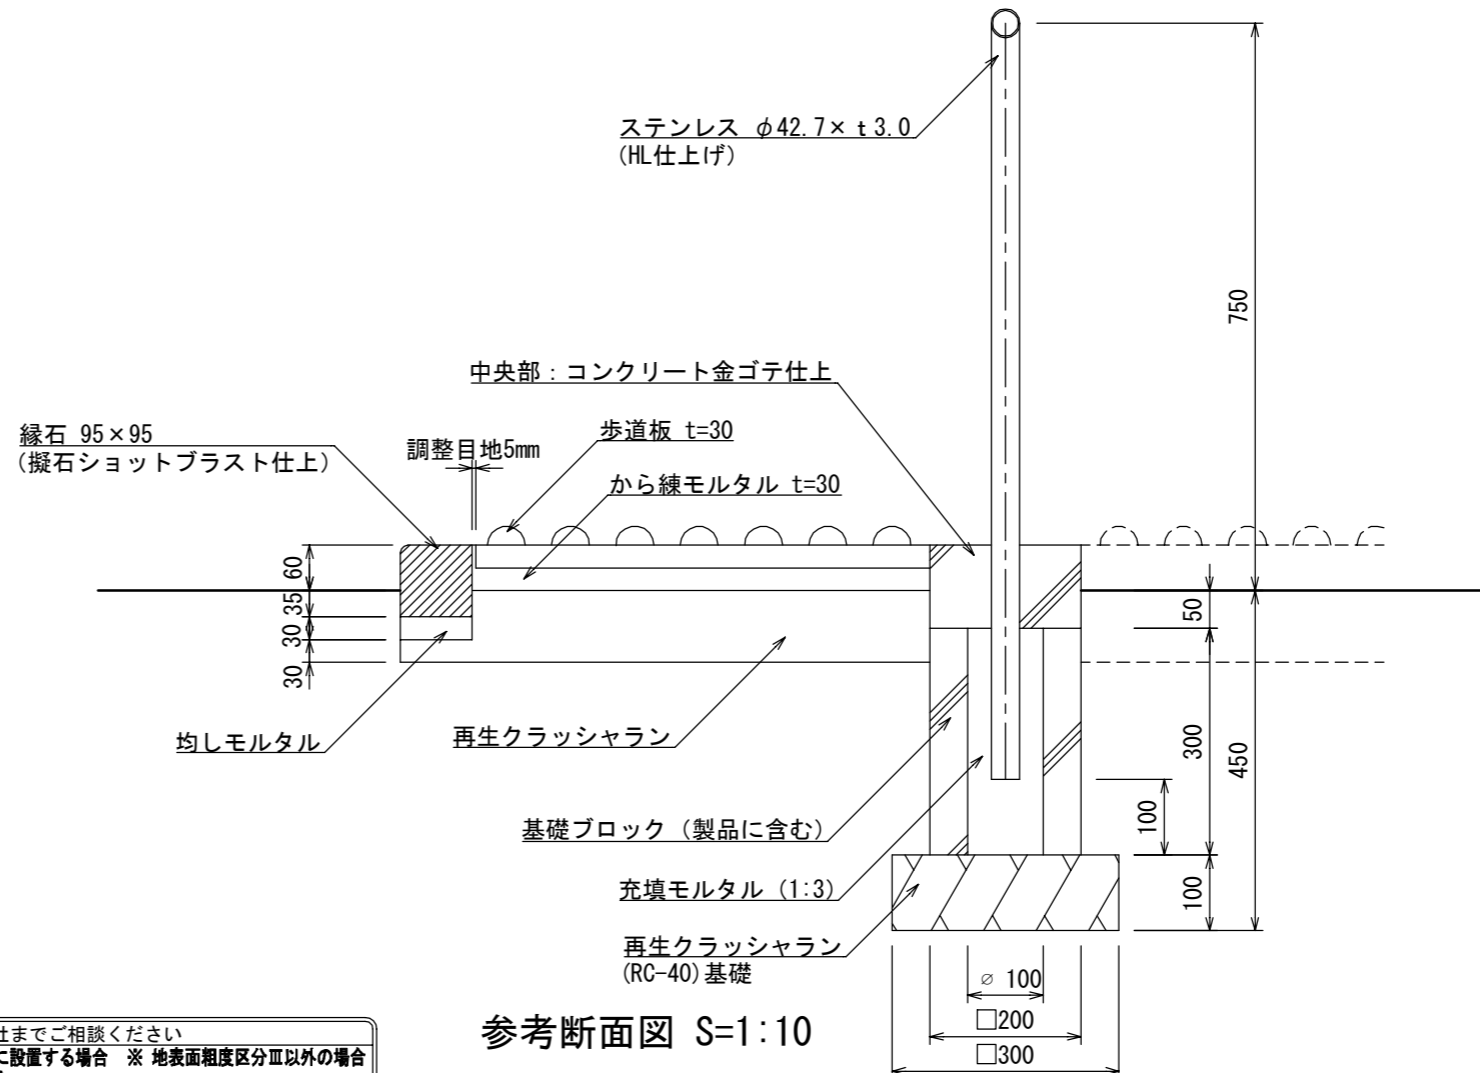 ステンレス φ42.7×t3.0
(HL仕上げ)
750
中央部：コンクリート金ゴテ仕上
縁石 95×95
(擬石ショットブラスト仕上)
調整目地5mm
歩道板 t=30
から練モルタル t=30
60
35
30
30
50
300
450
100
100
均しモルタル
再生クラッシャラン
基礎ブロック（製品に含む）
充填モルタル（1:3）
再生クラッシャラン
(RC-40)基礎
⌀ 100
□200
□300
参考断面図 S=1:10
までご相談ください
に設置する場合 ※ 地表面粗度区分Ⅲ以外の場合